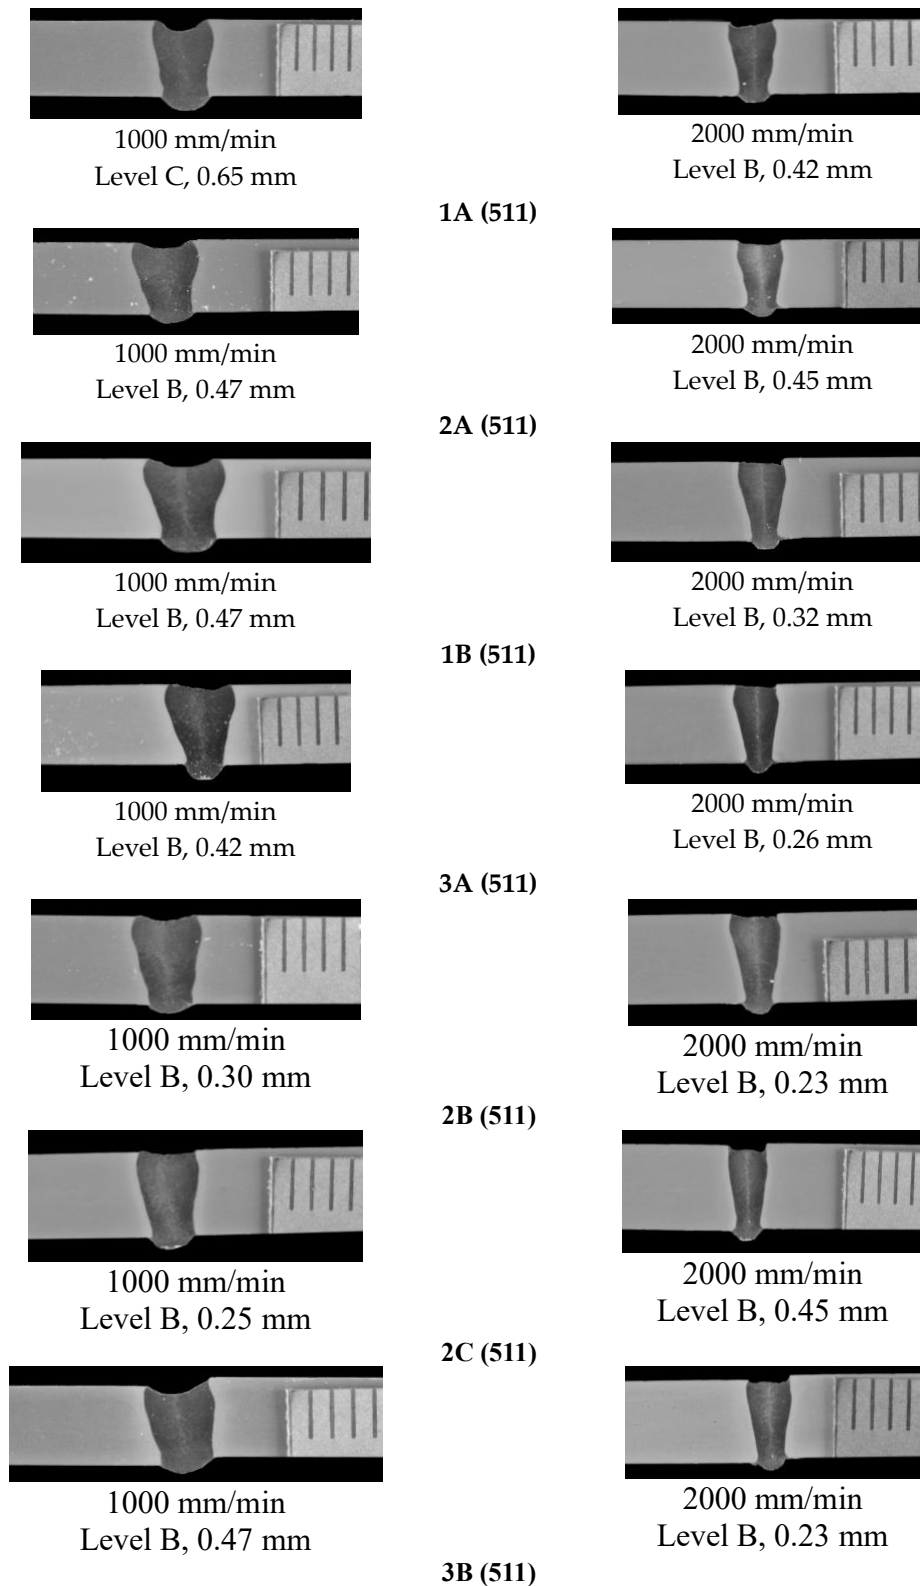 1000 mm/min
Level C, 0.65 mm
2000 mm/min
Level B, 0.42 mm
1A (511)
1000 mm/min
Level B, 0.47 mm
2000 mm/min
Level B, 0.45 mm
2A (511)
1000 mm/min
Level B, 0.47 mm
2000 mm/min
Level B, 0.32 mm
1B (511)
1000 mm/min
Level B, 0.42 mm
2000 mm/min
Level B, 0.26 mm
3A (511)
1000 mm/min
Level B, 0.30 mm
2000 mm/min
Level B, 0.23 mm
2B (511)
1000 mm/min
Level B, 0.25 mm
2000 mm/min
Level B, 0.45 mm
2C (511)
1000 mm/min
Level B, 0.47 mm
2000 mm/min
Level B, 0.23 mm
3B (511)